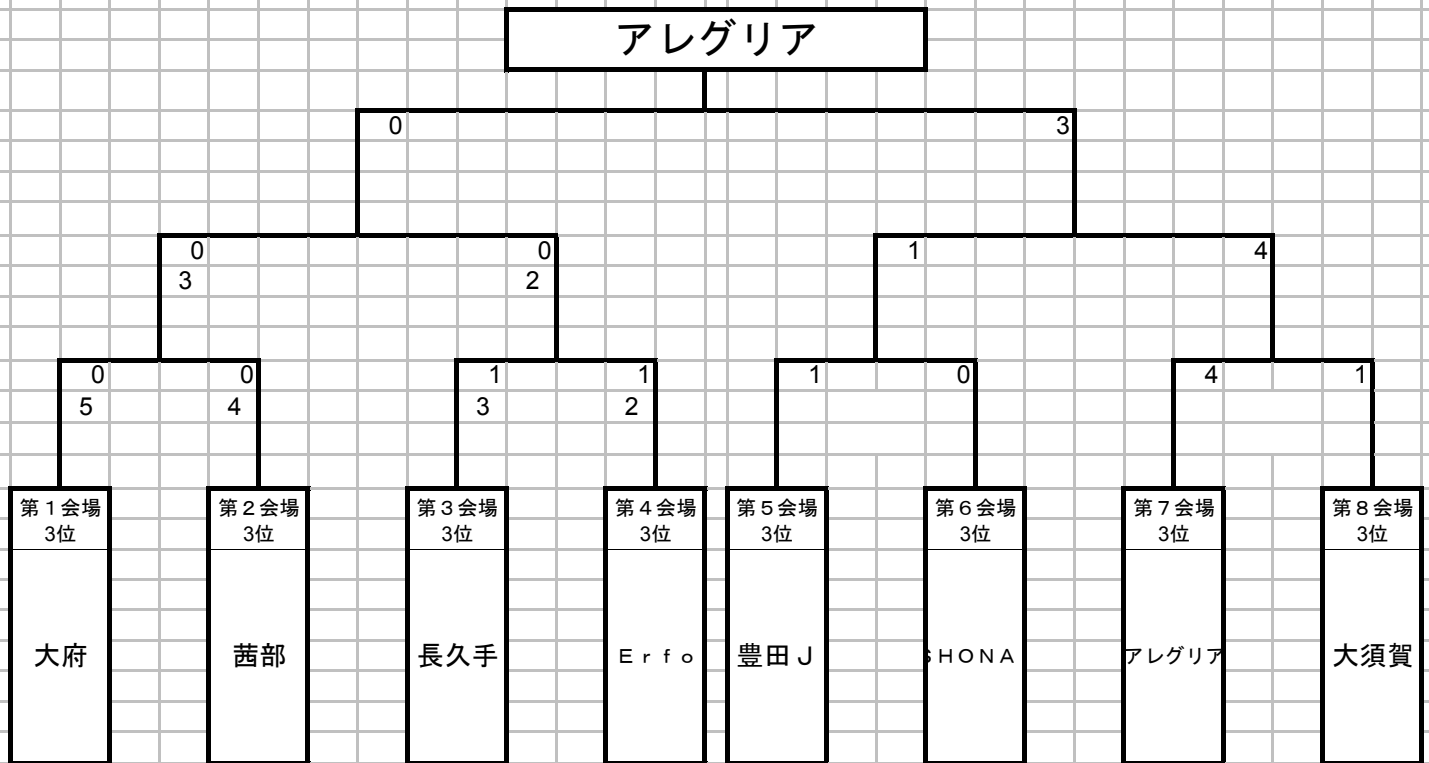 アレグリア
0 3
0 0 1 4
3 2
0 0 1 1 1 0 4 1
5 4 3 2
第１会場 第２会場 第３会場 第４会場 第５会場 第６会場 第７会場 第８会場
3位 3位 3位 3位 3位 3位 3位 3位
大府 茜部 長久手 Ｅｒｆｏ 豊田Ｊ ＳＨＯＮＡ アレグリア 大須賀